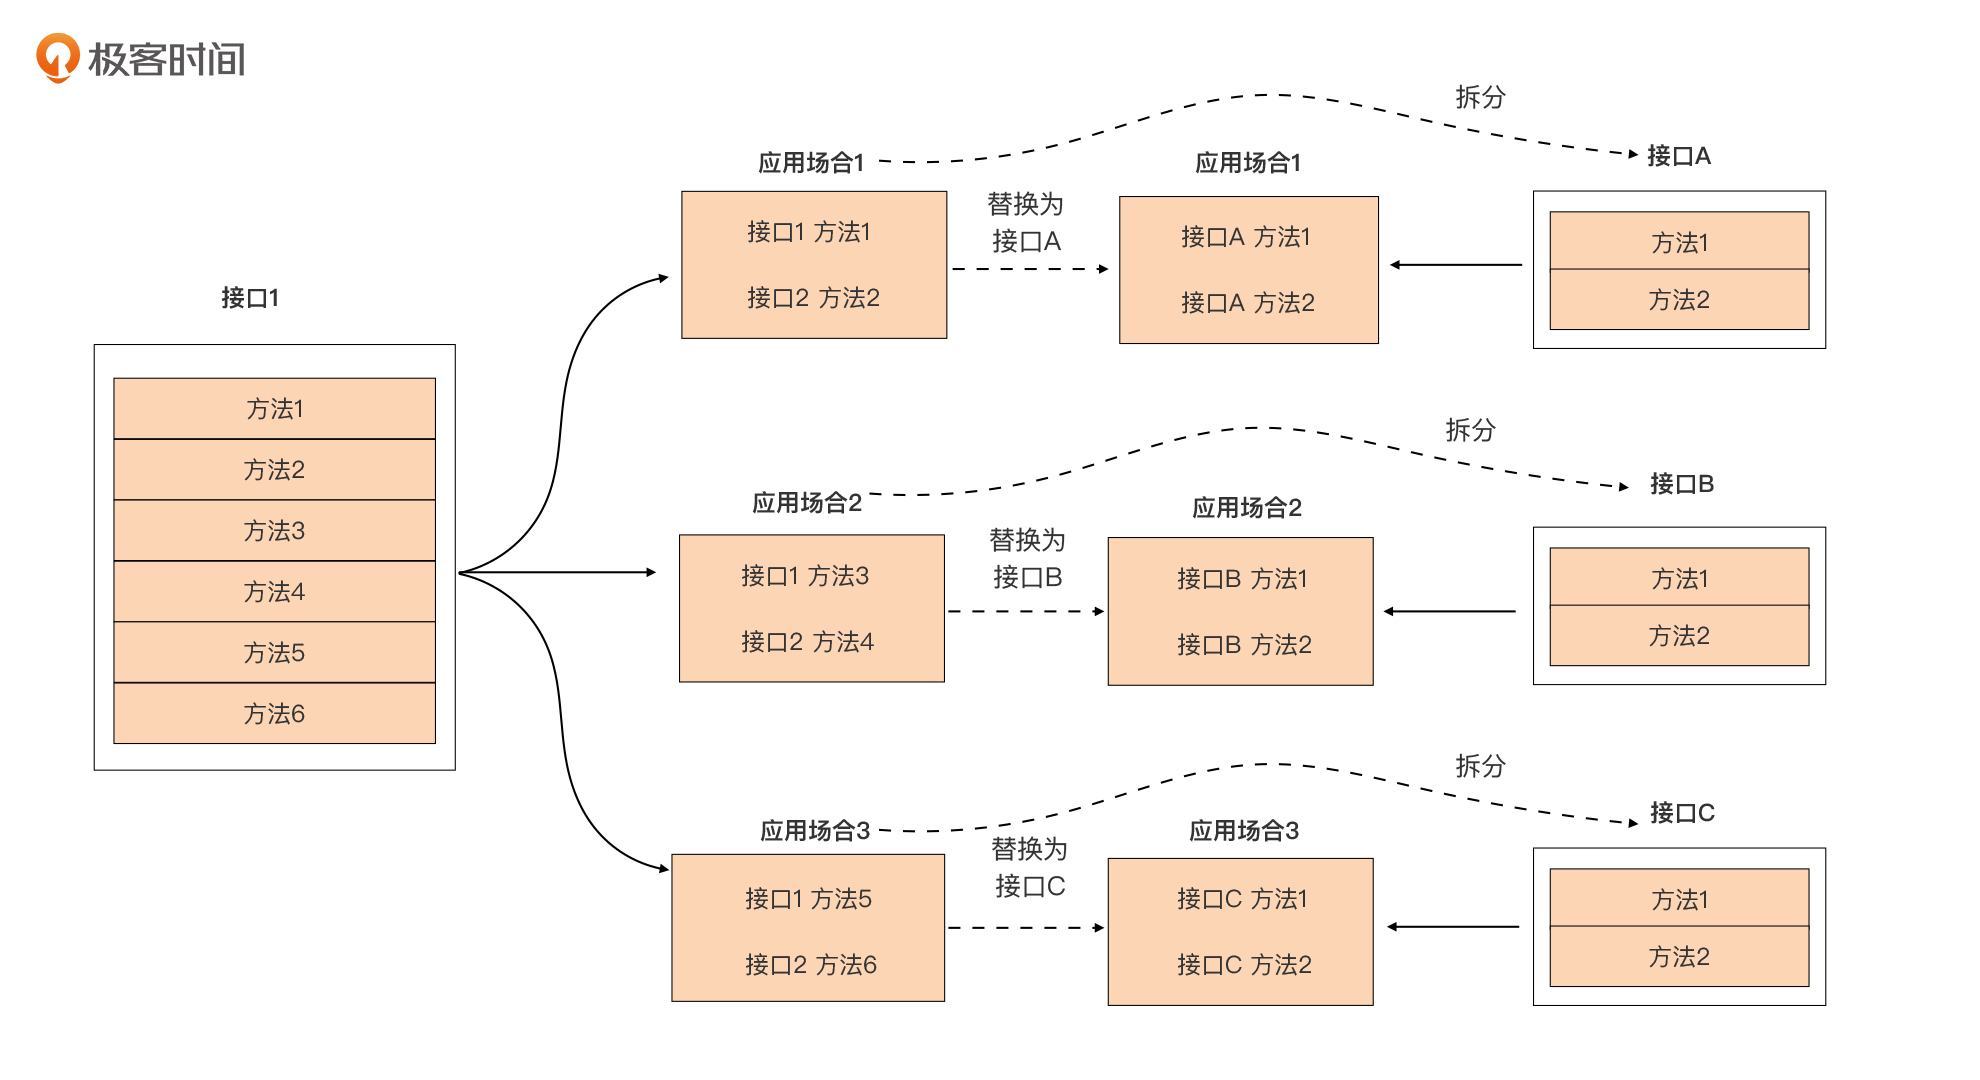 极客时间
接口1
方法1
方法2
方法3
方法4
方法5
方法6
应用场合1
接口1 方法1
接口2 方法2
替换为
接口A
应用场合1
接口A 方法1
接口A 方法2
拆分
接口A
方法1
方法2
应用场合2
接口1 方法3
接口2 方法4
替换为
接口B
应用场合2
接口B 方法1
接口B 方法2
拆分
接口B
方法1
方法2
应用场合3
接口1 方法5
接口2 方法6
替换为
接口C
应用场合3
接口C 方法1
接口C 方法2
拆分
接口C
方法1
方法2